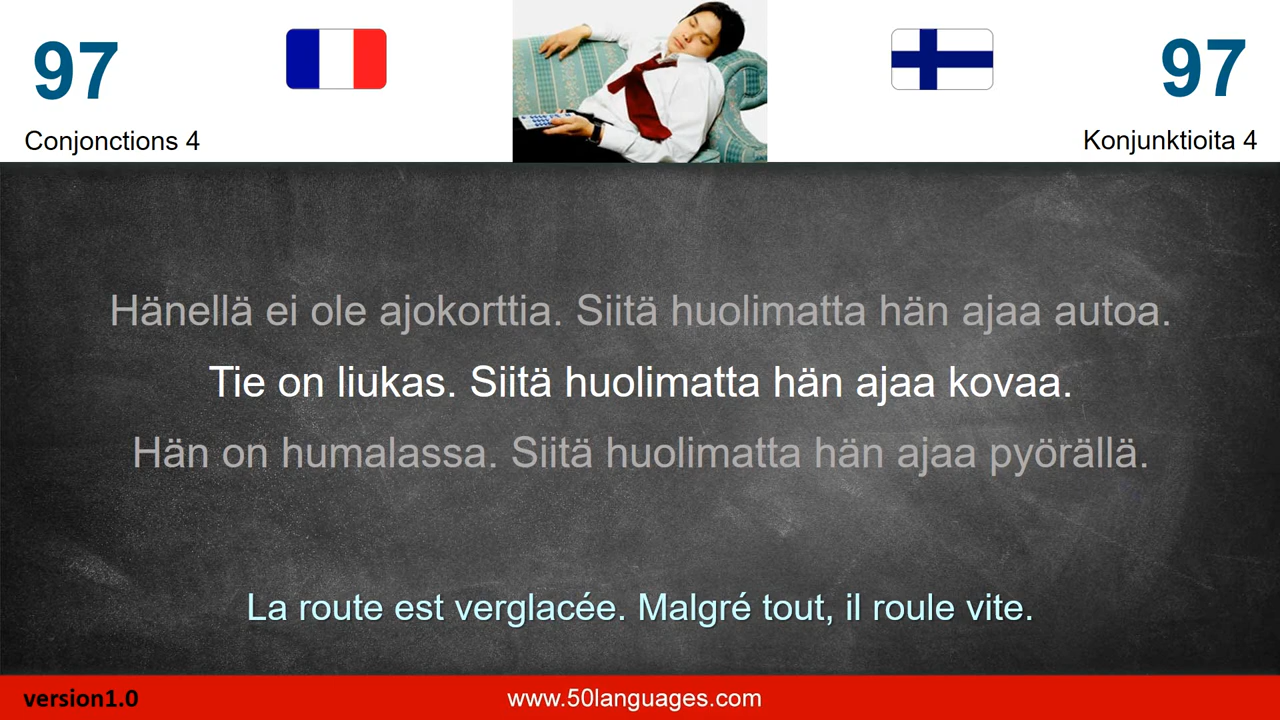 97
97
Conjonctions 4
Konjunktioita 4
Hänellä ei ole ajokorttia. Siitä huolimatta hän ajaa autoa.
Tie on liukas. Siitä huolimatta hän ajaa kovaa.
Hän on humalassa. Siitä huolimatta hän ajaa pyörällä.
La route est verglacée. Malgré tout, il roule vite.
version1.0
www.50languages.com